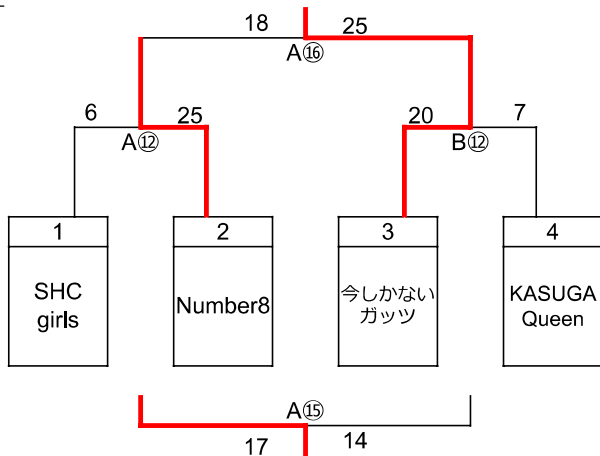 18 25
A⑯
6 25 20 7
A⑫ B⑫
1 2 3 4
SHC
girls
Number8
今しかない
ガッツ
KASUGA
Queen
A⑮
17 14